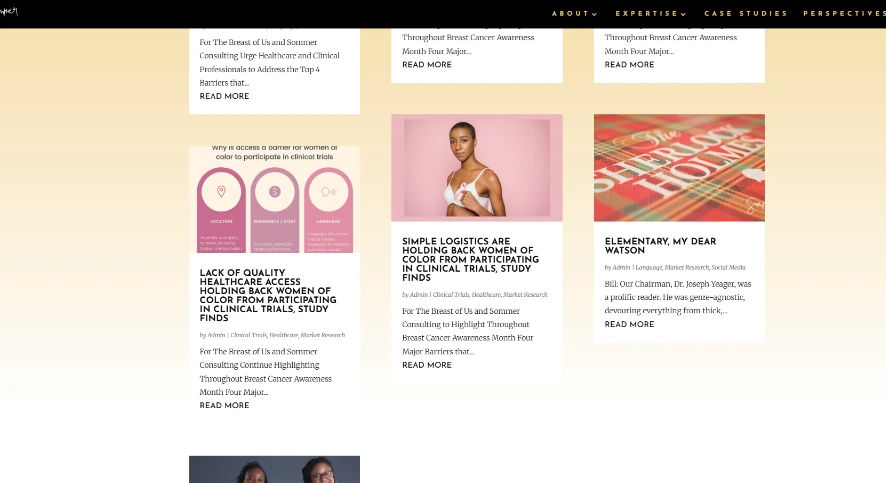 ABOUT EXPERTISE CASE STUDIES PERSPECTIVES
For The Breast of Us and Sommer
Consulting Urge Healthcare and Clinical
Professionals to Address the Top 4
Barriers that...
READ MORE
Throughout Breast Cancer Awareness
Month Four Major...
READ MORE
Throughout Breast Cancer Awareness
Month Four Major...
READ MORE
Why is access a barrier for women of
color to participate in clinical trials
LOCATION
INSURANCE / COST
LANGUAGE
LACK OF QUALITY
HEALTHCARE ACCESS
HOLDING BACK WOMEN OF
COLOR FROM PARTICIPATING
IN CLINICAL TRIALS, STUDY
FINDS
by Admin | Clinical Trials, Healthcare, Market Research
For The Breast of Us and Sommer
Consulting Continue Highlighting
Throughout Breast Cancer Awareness
Month Four Major...
READ MORE
SIMPLE LOGISTICS ARE
HOLDING BACK WOMEN OF
COLOR FROM PARTICIPATING
IN CLINICAL TRIALS, STUDY
FINDS
by Admin | Clinical Trials, Healthcare, Market Research
For The Breast of Us and Sommer
Consulting to Highlight Throughout
Breast Cancer Awareness Month Four
Major Barriers that...
READ MORE
The
SHERLOCK
HOLMES
ELEMENTARY, MY DEAR
WATSON
by Admin | Language, Market Research, Social Media
Bill: Our Chairman, Dr. Joseph Yeager, was
a prolific reader. He was genre-agnostic,
devouring everything from thick,...
READ MORE